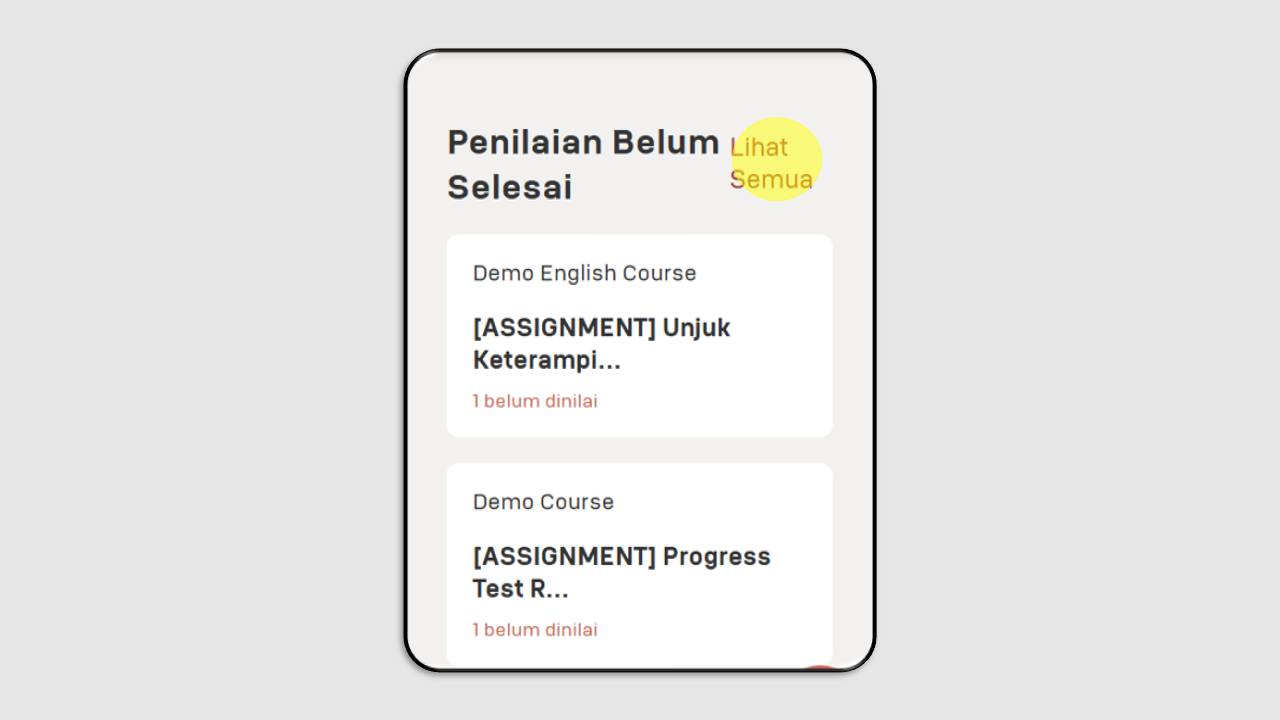 Penilaian Belum
Selesai
Lihat
Semua
Demo English Course
[ASSIGNMENT] Unjuk
Keterampi...
1 belum dinilai
Demo Course
[ASSIGNMENT] Progress
Test R...
1 belum dinilai